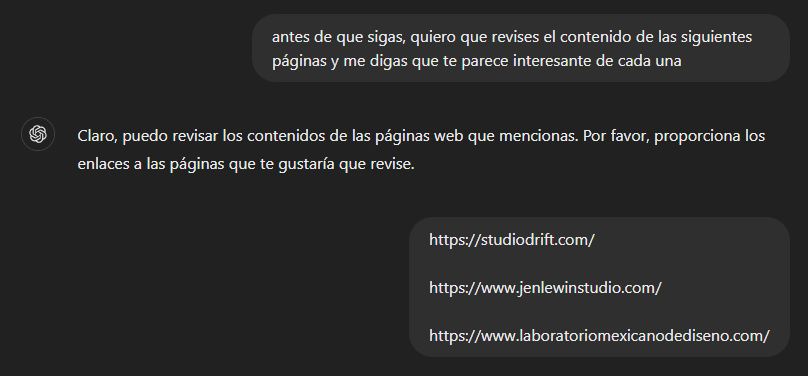 antes de que sigas, quiero que revises el contenido de las siguientes
páginas y me digas que te parece interesante de cada una
Claro, puedo revisar los contenidos de las páginas web que mencionas. Por favor, proporciona los
enlaces a las páginas que te gustaría que revise.
https://studiodrift.com/
https://www.jenlewinstudio.com/
https://www.laboratoriomexicanodediseno.com/